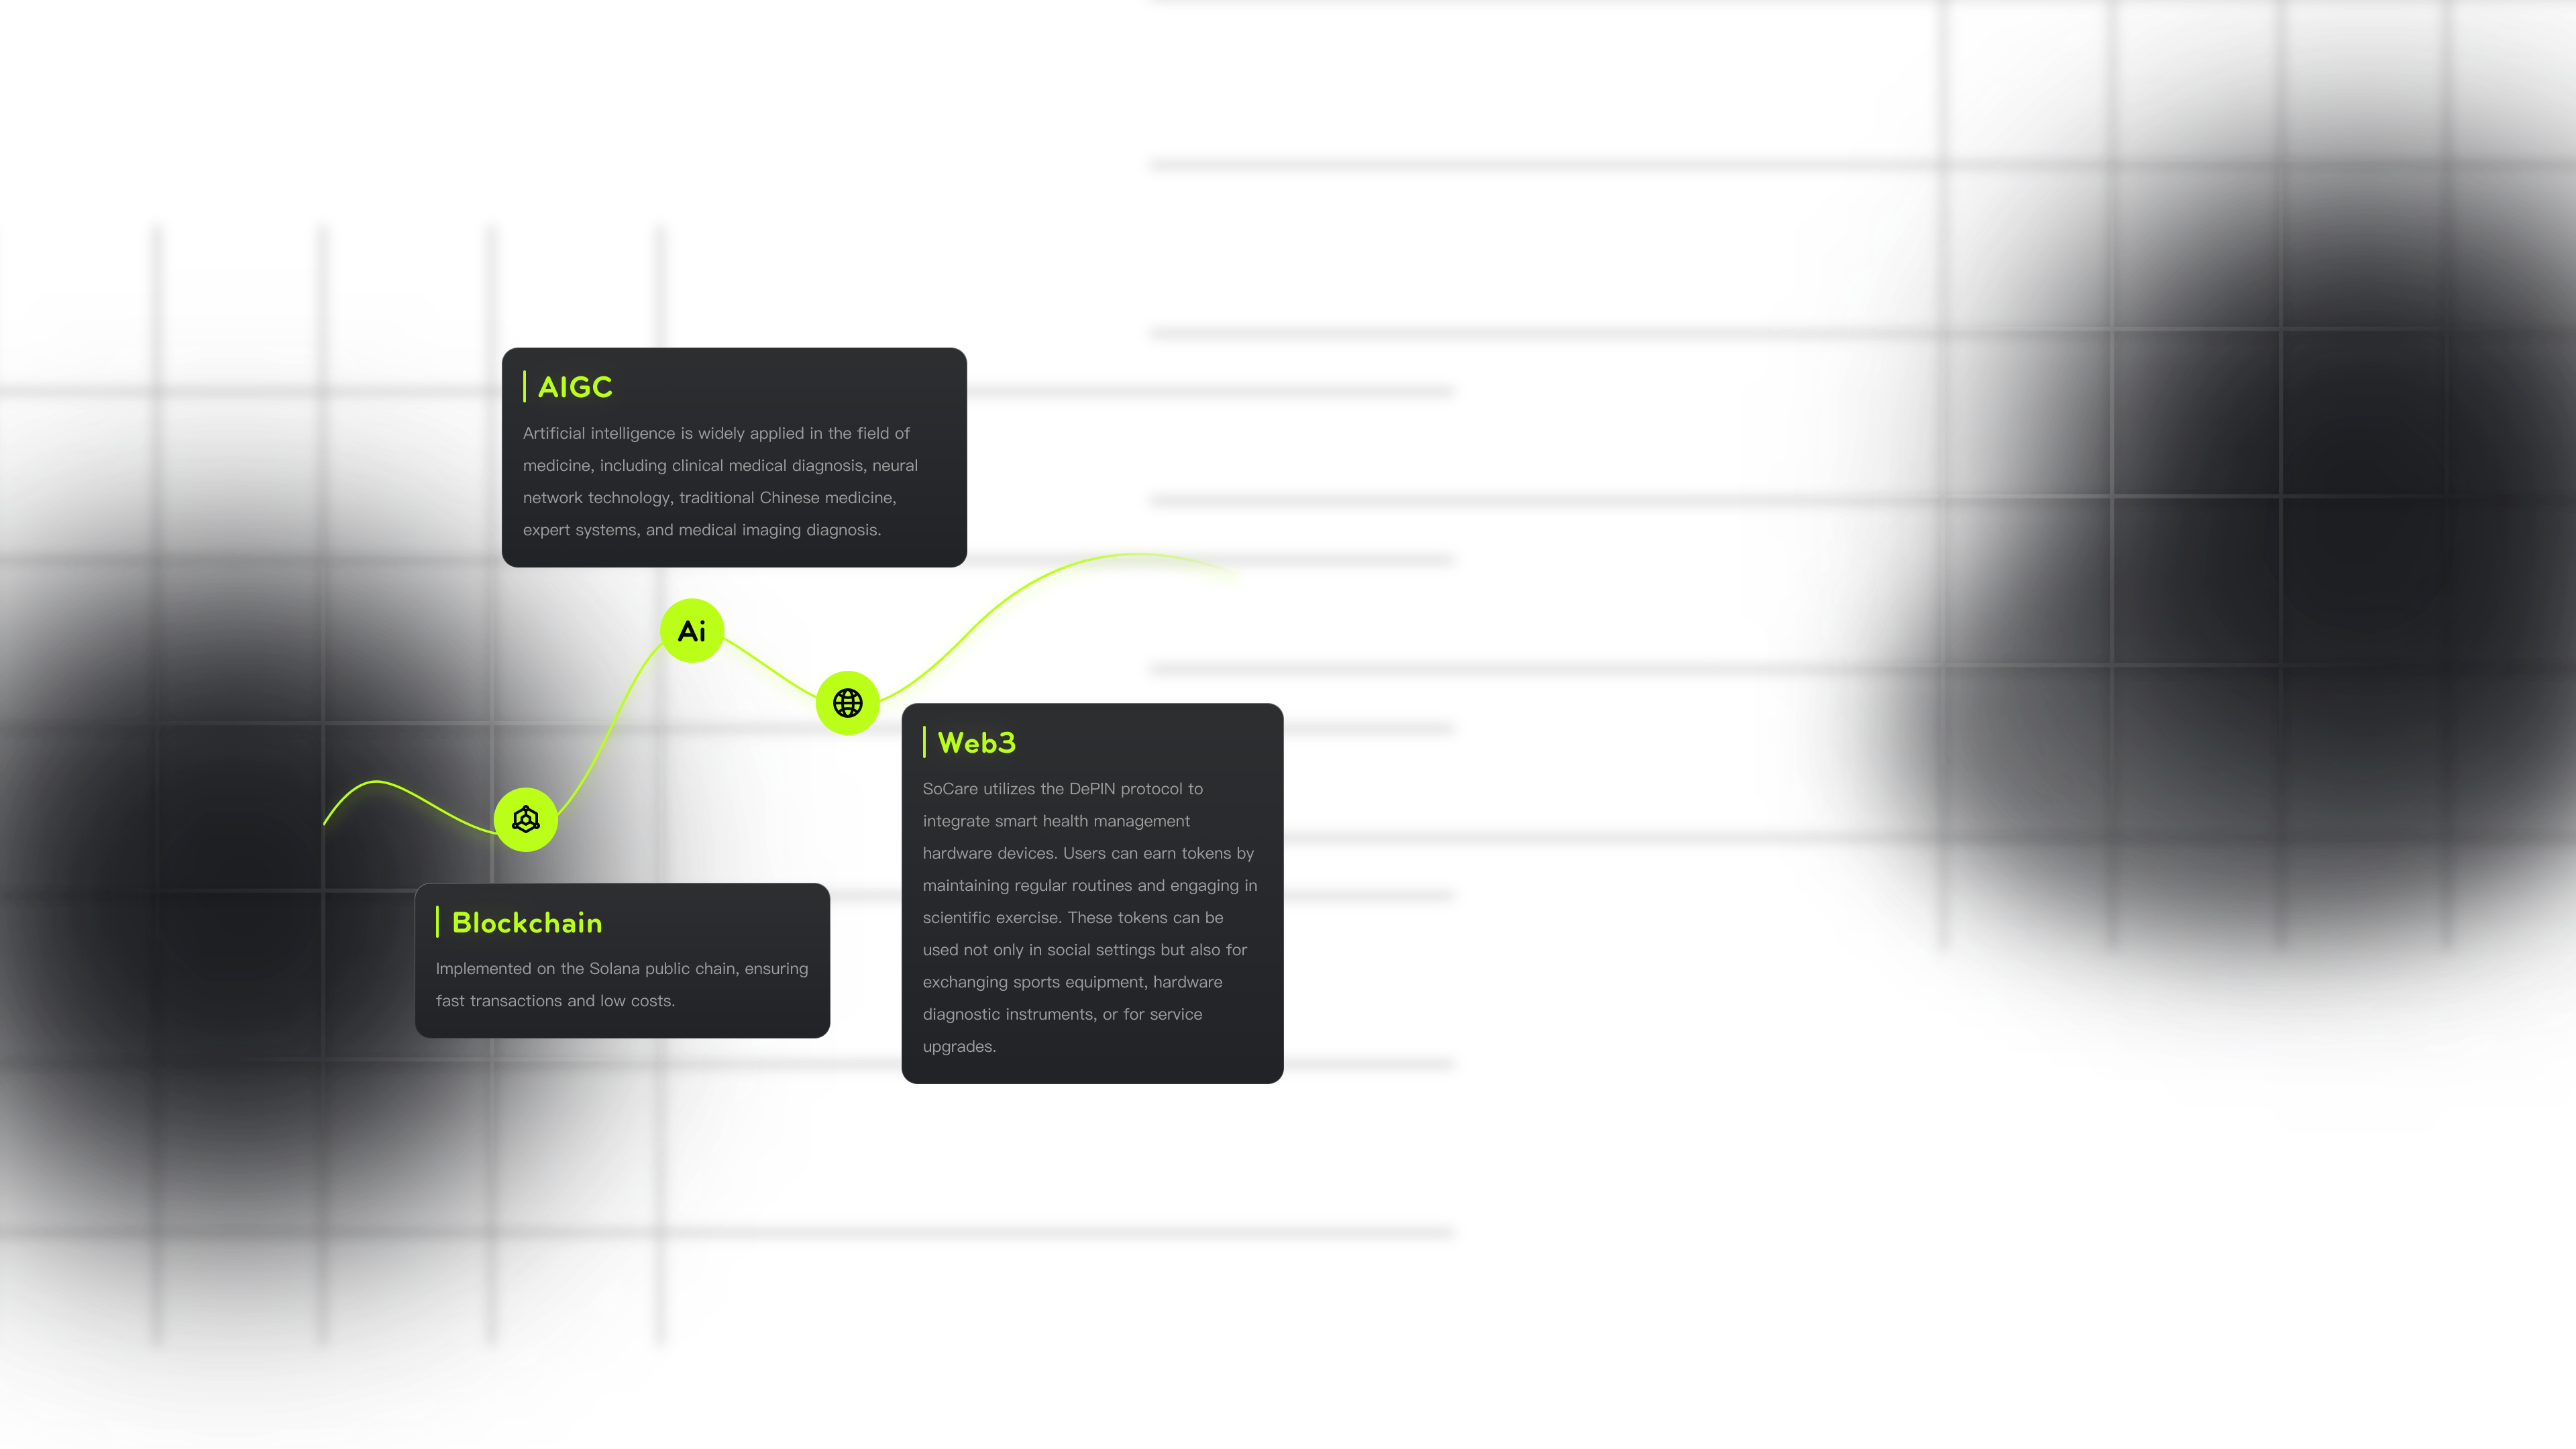 AIGC
Artificial intelligence is widely applied in the field of
medicine, including clinical medical diagnosis, neural
network technology, traditional Chinese medicine,
expert systems, and medical imaging diagnosis.
Ai
Web3
SoCare utilizes the DePIN protocol to
integrate smart health management
hardware devices. Users can earn tokens by
maintaining regular routines and engaging in
scientific exercise. These tokens can be
used not only in social settings but also for
exchanging sports equipment, hardware
diagnostic instruments, or for service
upgrades.
Blockchain
Implemented on the Solana public chain, ensuring
fast transactions and low costs.